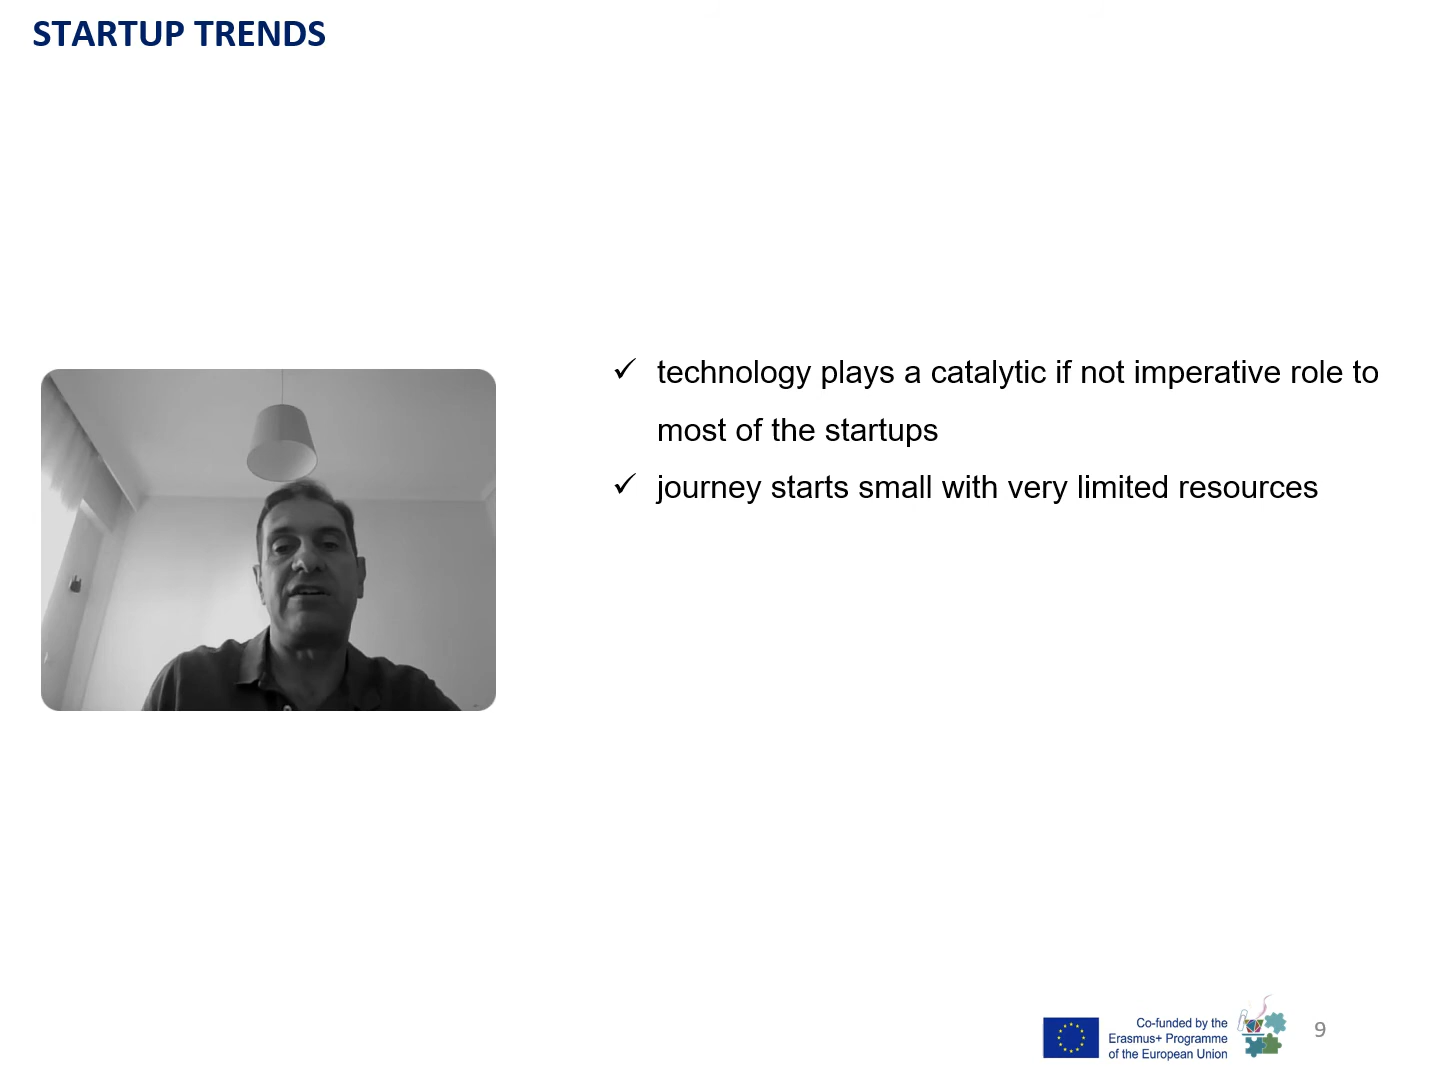 STARTUP TRENDS
✓ technology plays a catalytic if not imperative role to
most of the startups
✓ journey starts small with very limited resources
Co-funded by the
Erasmus+ Programme
of the European Union
9